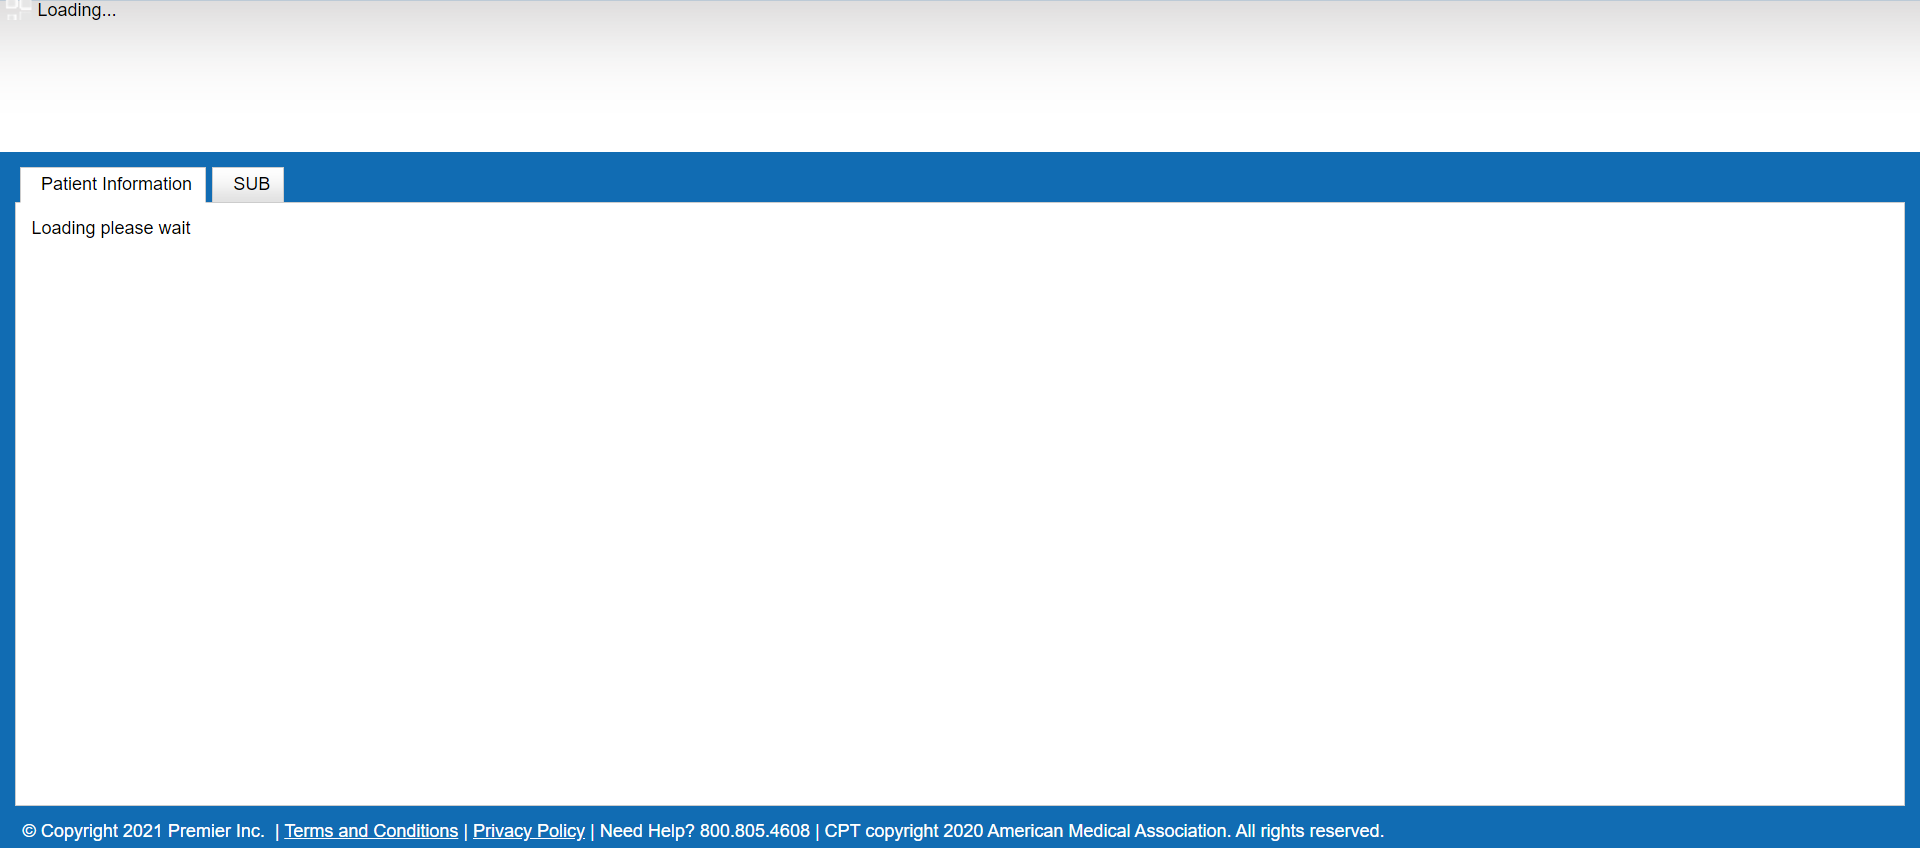 Loading...
Patient Information
SUB
Loading please wait
© Copyright 2021 Premier Inc. | Terms and Conditions | Privacy Policy | Need Help? 800.805.4608 | CPT copyright 2020 American Medical Association. All rights reserved.